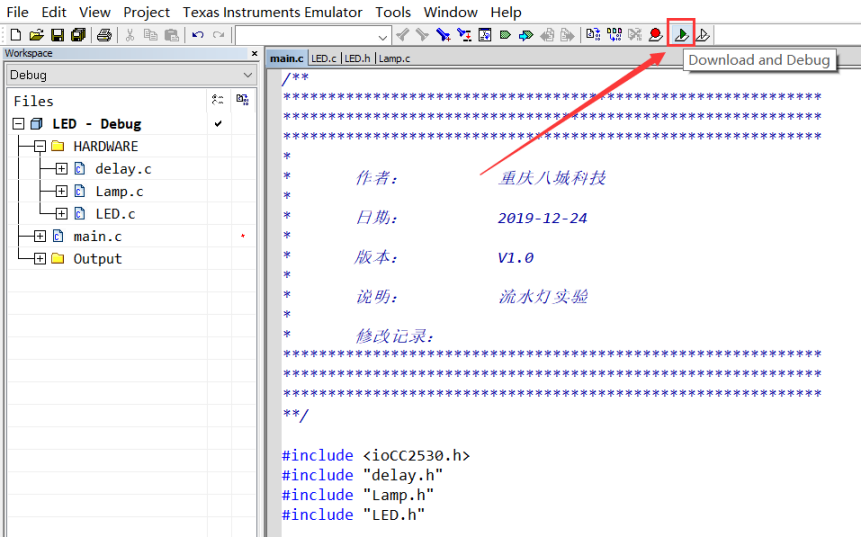 File Edit View Project Texas Instruments Emulator Tools Window Help
Workspace
Debug
Files
LED - Debug
HARDWARE
delay.c
Lamp.c
LED.c
main.c
Output
main.c LED.c LED.h Lamp.c
Download and Debug
/**
************************************************************
************************************************************
************************************************************
*
* 作者: 重庆八城科技
*
* 日期: 2019-12-24
*
* 版本: V1.0
*
* 说明: 流水灯实验
*
* 修改记录:
************************************************************
************************************************************
************************************************************
**/
#include <ioCC2530.h>
#include "delay.h"
#include "Lamp.h"
#include "LED.h"